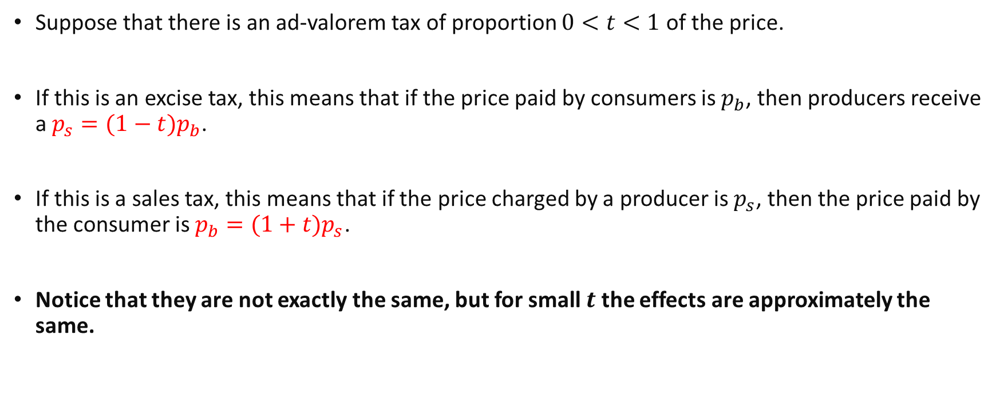 • Suppose that there is an ad-valorem tax of proportion 0 < t < 1 of the price.
• If this is an excise tax, this means that if the price paid by consumers is p_b, then producers receive
a p_s = (1 − t)p_b.
• If this is a sales tax, this means that if the price charged by a producer is p_s, then the price paid by
the consumer is p_b = (1 + t)p_s.
• Notice that they are not exactly the same, but for small t the effects are approximately the
same.